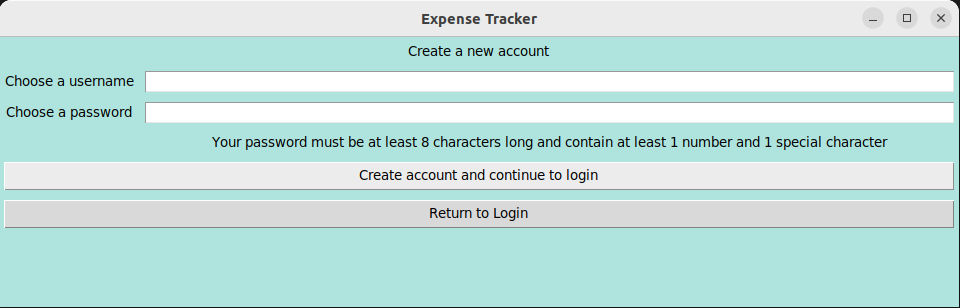 Expense Tracker
Create a new account
Choose a username
Choose a password
Your password must be at least 8 characters long and contain at least 1 number and 1 special character
Create account and continue to login
Return to Login